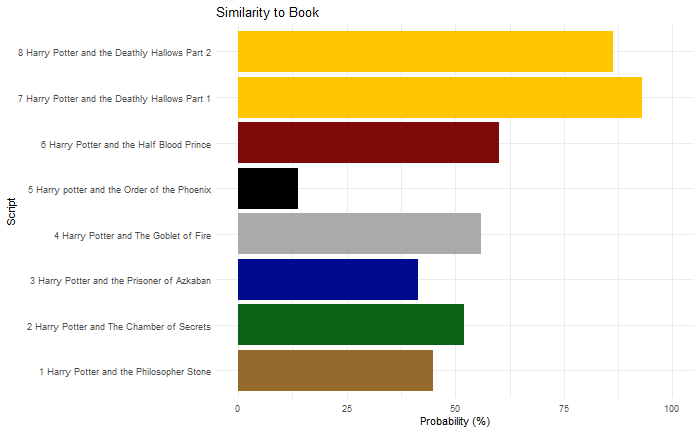 Similarity to Book
8 Harry Potter and the Deathly Hallows Part 2
7 Harry Potter and the Deathly Hallows Part 1
6 Harry Potter and the Half Blood Prince
5 Harry potter and the Order of the Phoenix
4 Harry Potter and The Goblet of Fire
3 Harry Potter and the Prisoner of Azkaban
2 Harry Potter and The Chamber of Secrets
1 Harry Potter and the Philosopher Stone
Script
0 25 50 75 100
Probability (%)